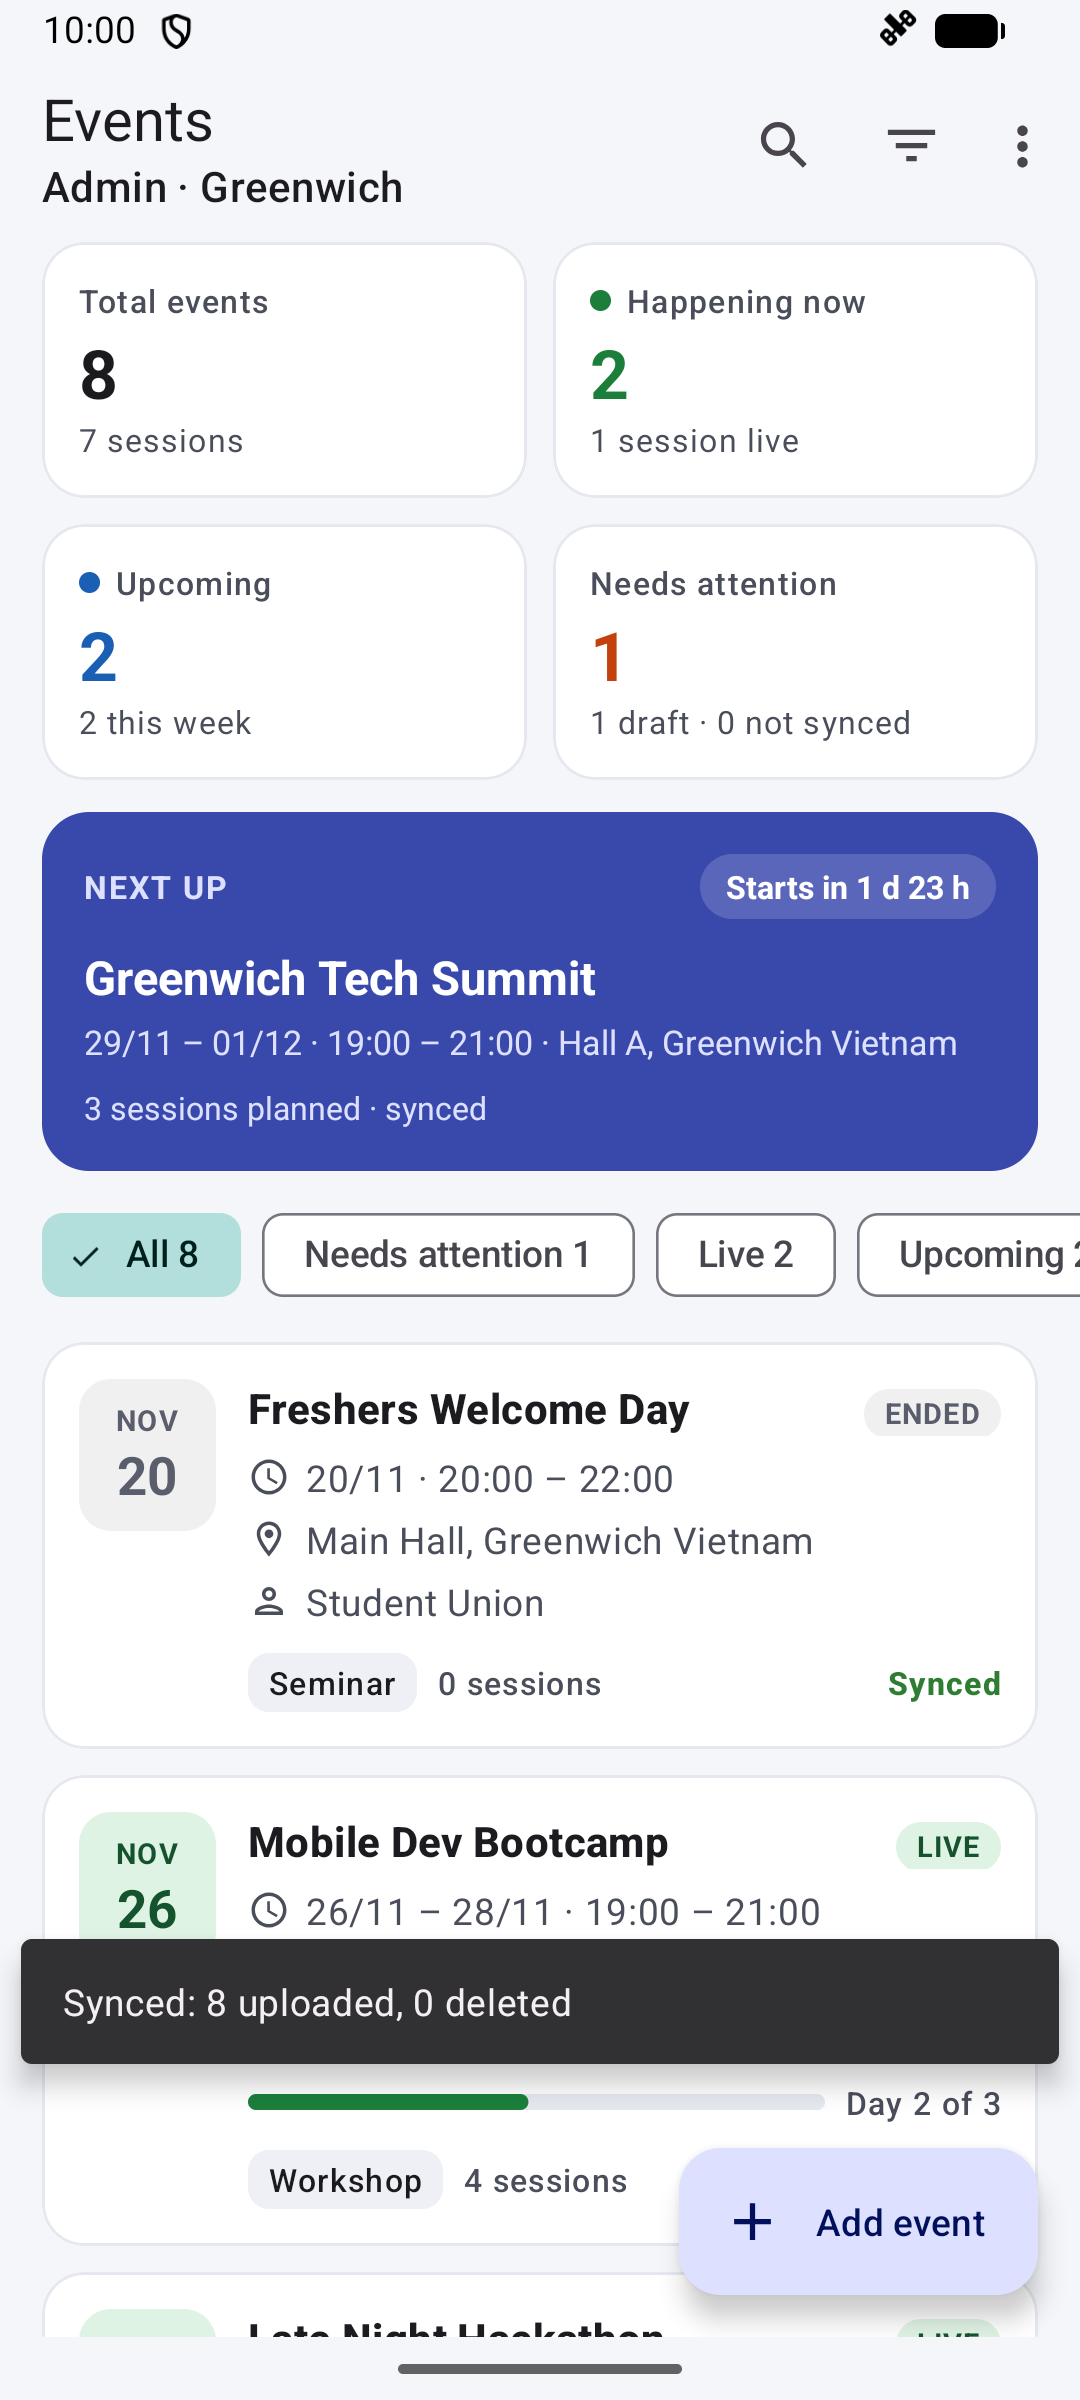 10:00
Events
Admin · Greenwich
Total events
8
7 sessions
Happening now
2
1 session live
Upcoming
2
2 this week
Needs attention
1
1 draft · 0 not synced
NEXT UP
Starts in 1 d 23 h
Greenwich Tech Summit
29/11 – 01/12 · 19:00 – 21:00 · Hall A, Greenwich Vietnam
3 sessions planned · synced
All 8
Needs attention 1
Live 2
Upcoming 2
NOV
20
Freshers Welcome Day
ENDED
20/11 · 20:00 – 22:00
Main Hall, Greenwich Vietnam
Student Union
Seminar
0 sessions
Synced
NOV
26
Mobile Dev Bootcamp
LIVE
26/11 – 28/11 · 19:00 – 21:00
Synced: 8 uploaded, 0 deleted
Day 2 of 3
Workshop
4 sessions
Add event
Late Night Hackathon
LIVE